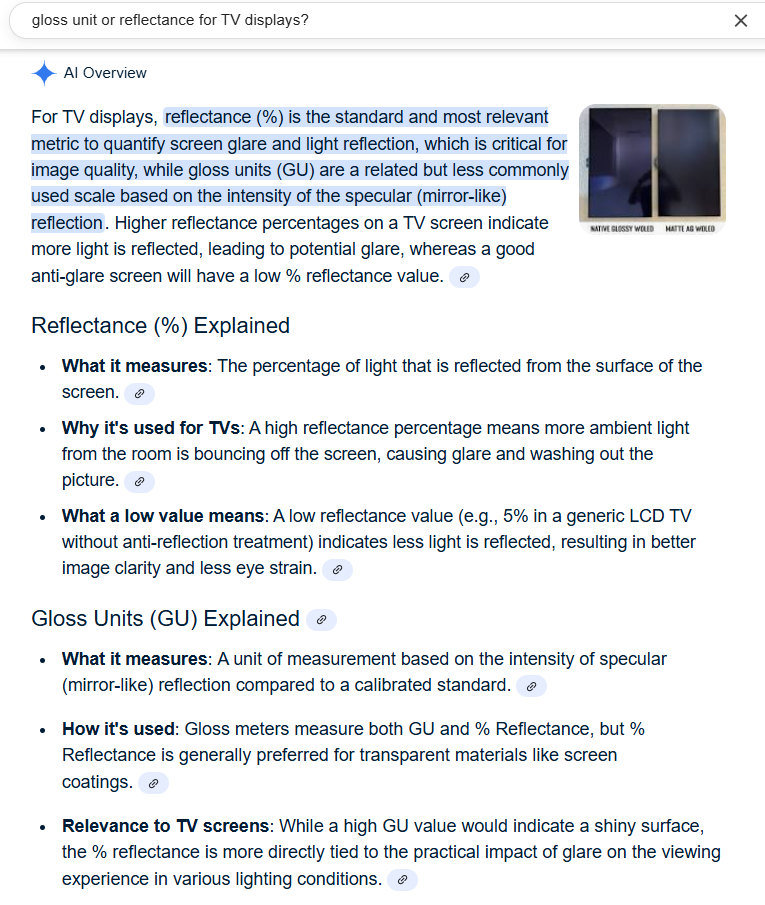 gloss unit or reflectance for TV displays?
AI Overview
For TV displays, reflectance (%) is the standard and most relevant
metric to quantify screen glare and light reflection, which is critical for
image quality, while gloss units (GU) are a related but less commonly
used scale based on the intensity of the specular (mirror-like)
reflection. Higher reflectance percentages on a TV screen indicate
more light is reflected, leading to potential glare, whereas a good
anti-glare screen will have a low % reflectance value.
NATIVE GLOSSY WOLED MATTE AG WOLED
Reflectance (%) Explained
• What it measures: The percentage of light that is reflected from the surface of the
screen.
• Why it's used for TVs: A high reflectance percentage means more ambient light
from the room is bouncing off the screen, causing glare and washing out the
picture.
• What a low value means: A low reflectance value (e.g., 5% in a generic LCD TV
without anti-reflection treatment) indicates less light is reflected, resulting in better
image clarity and less eye strain.
Gloss Units (GU) Explained
• What it measures: A unit of measurement based on the intensity of specular
(mirror-like) reflection compared to a calibrated standard.
• How it's used: Gloss meters measure both GU and % Reflectance, but %
Reflectance is generally preferred for transparent materials like screen
coatings.
• Relevance to TV screens: While a high GU value would indicate a shiny surface,
the % reflectance is more directly tied to the practical impact of glare on the viewing
experience in various lighting conditions.